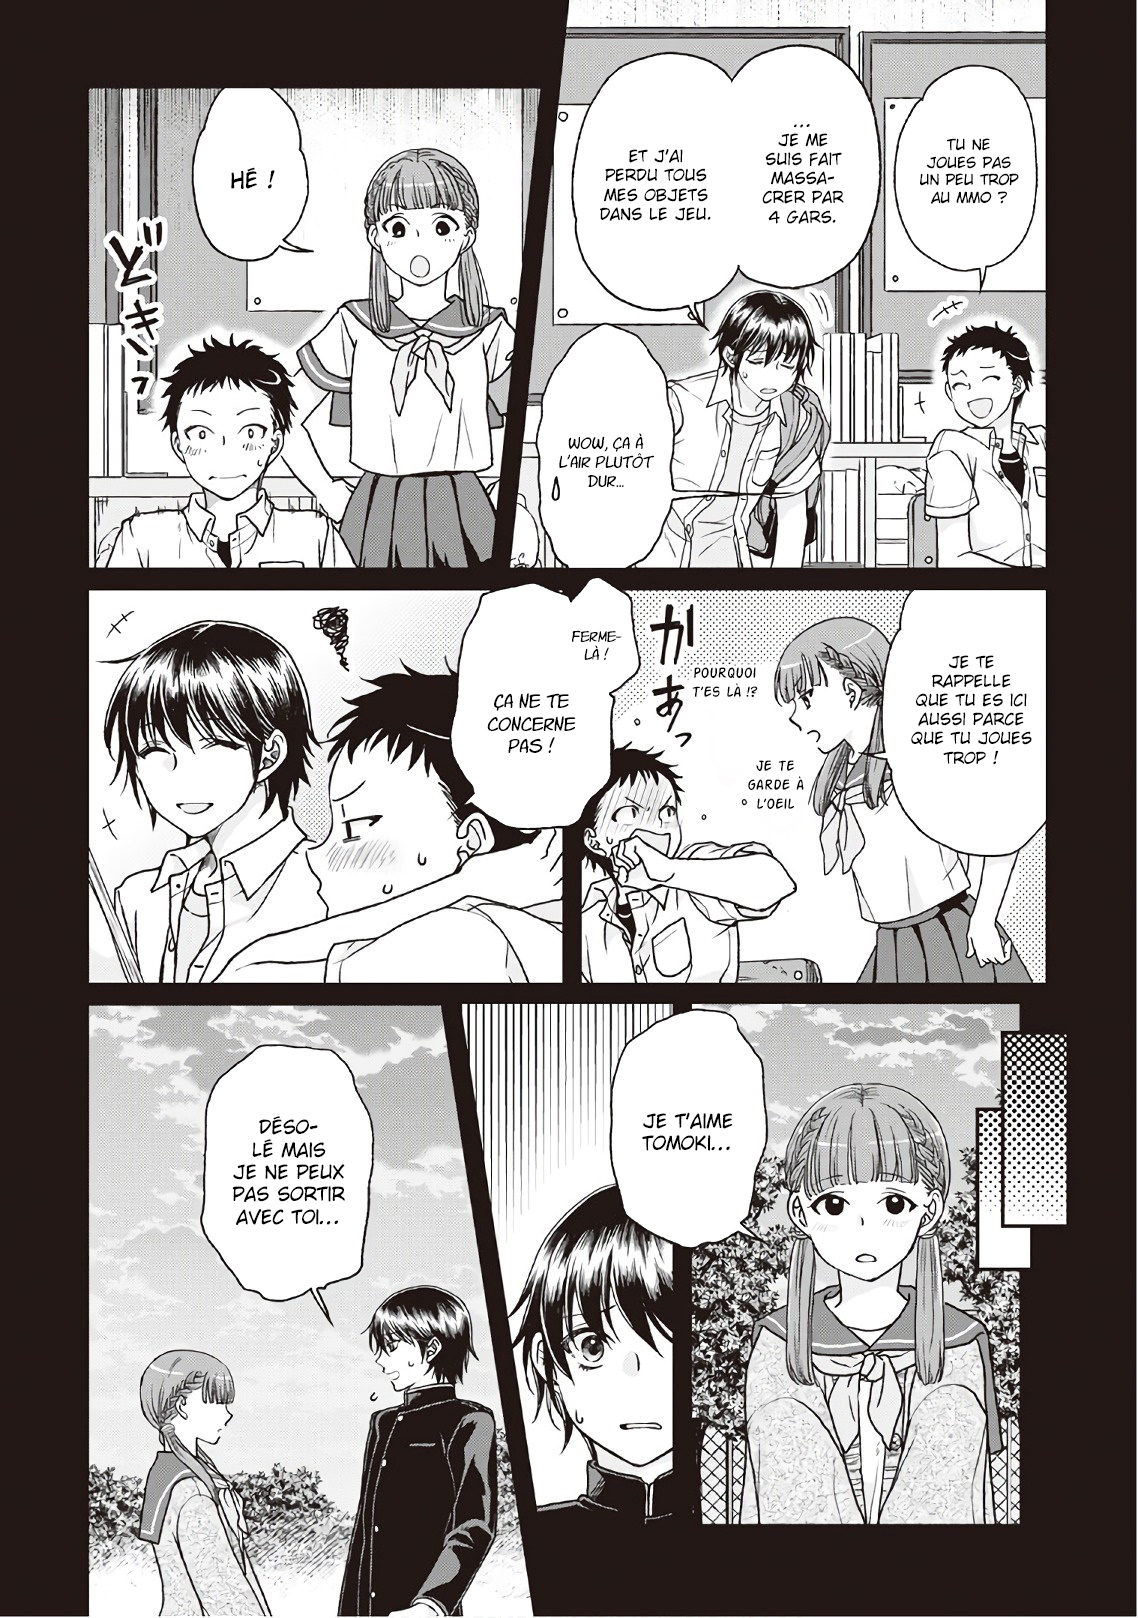 TU NE
JOUES PAS
UN PEU TROP
AU MMO ?
...
JE ME
SUIS FAIT
MASSA-
CRER PAR
4 GARS.
ET J'AI
PERDU TOUS
MES OBJETS
DANS LE JEU.
WOW, ÇA À
L'AIR PLUTÔT
DUR...
HÉ !
どきっ
JE TE
RAPPELLE
QUE TU ES ICI
AUSSI PARCE
QUE TU JOUES
TROP !
POURQUOI
T'ES LÀ !?
JE TE
GARDE À
L'OEIL
かぁっ
FERME-
LÀ !
ÇA NE TE
CONCERNE
PAS !
JE T'AIME
TOMOKI...
DÉSO-
LÉ MAIS
JE NE PEUX
PAS SORTIR
AVEC TOI...